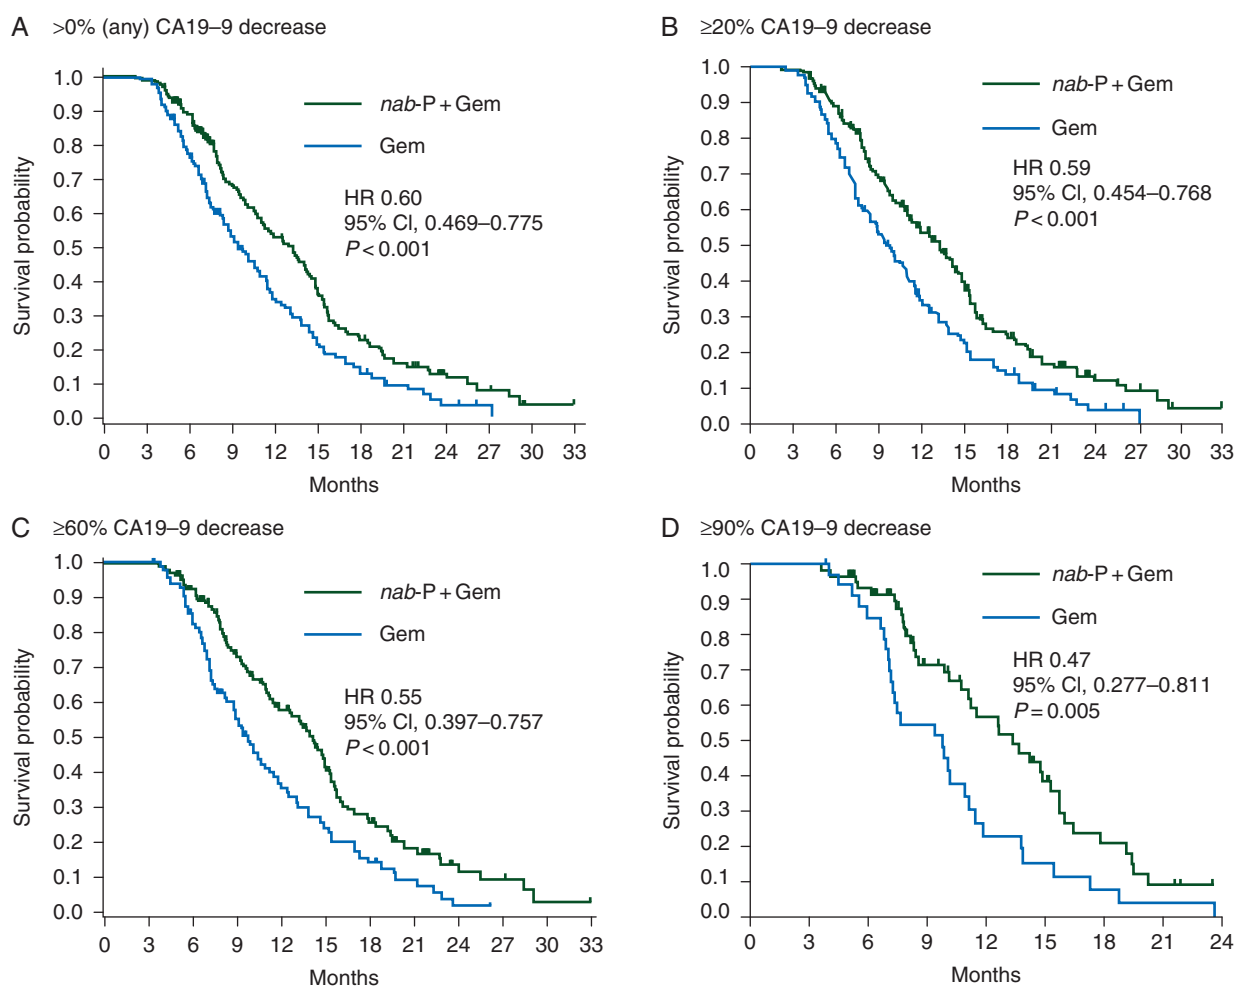 A >0% (any) CA19–9 decrease
1.0
0.9
0.8
0.7
0.6
0.5
0.4
0.3
0.2
0.1
0.0
Survival probability
nab-P + Gem
Gem
HR 0.60
95% CI, 0.469–0.775
P < 0.001
0 3 6 9 12 15 18 21 24 27 30 33
Months
B ≥20% CA19–9 decrease
1.0
0.9
0.8
0.7
0.6
0.5
0.4
0.3
0.2
0.1
0.0
Survival probability
nab-P + Gem
Gem
HR 0.59
95% CI, 0.454–0.768
P < 0.001
0 3 6 9 12 15 18 21 24 27 30 33
Months
C ≥60% CA19–9 decrease
1.0
0.9
0.8
0.7
0.6
0.5
0.4
0.3
0.2
0.1
0.0
Survival probability
nab-P + Gem
Gem
HR 0.55
95% CI, 0.397–0.757
P < 0.001
0 3 6 9 12 15 18 21 24 27 30 33
Months
D ≥90% CA19–9 decrease
1.0
0.9
0.8
0.7
0.6
0.5
0.4
0.3
0.2
0.1
0.0
Survival probability
nab-P + Gem
Gem
HR 0.47
95% CI, 0.277–0.811
P = 0.005
0 3 6 9 12 15 18 21 24
Months